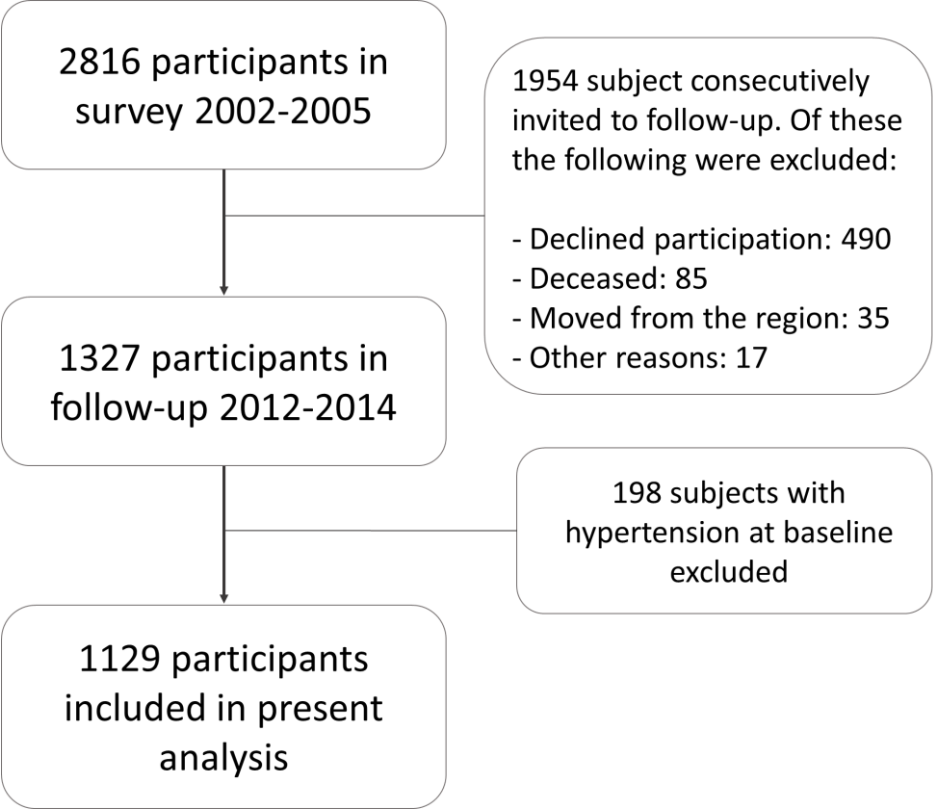 2816 participants in
survey 2002-2005
1954 subject consecutively
invited to follow-up. Of these
the following were excluded:
- Declined participation: 490
- Deceased: 85
- Moved from the region: 35
- Other reasons: 17
1327 participants in
follow-up 2012-2014
198 subjects with
hypertension at baseline
excluded
1129 participants
included in present
analysis